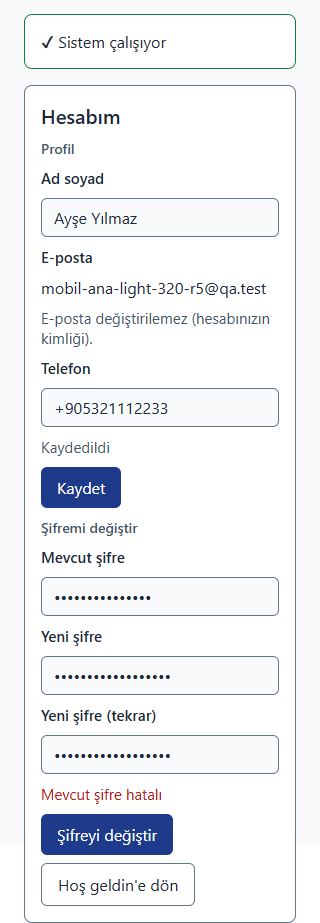 ✓ Sistem çalışıyor
Hesabım
Profil
Ad soyad
Ayşe Yılmaz
E-posta
mobil-ana-light-320-r5@qa.test
E-posta değiştirilemez (hesabınızın
kimliği).
Telefon
+905321112233
Kaydedildi
Kaydet
Şifremi değiştir
Mevcut şifre
•••••••••••••••
Yeni şifre
••••••••••••••••••
Yeni şifre (tekrar)
••••••••••••••••••
Mevcut şifre hatalı
Şifreyi değiştir
Hoş geldin'e dön